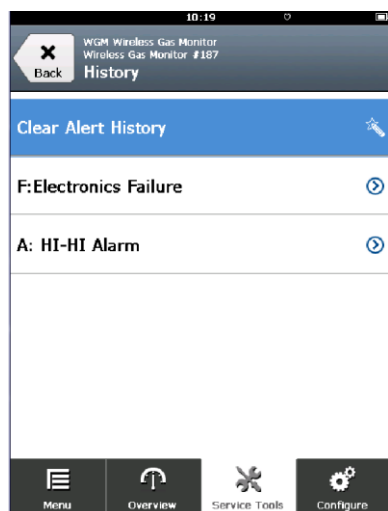 10:19
WGM Wireless Gas Monitor
Wireless Gas Monitor #187
Back
History
Clear Alert History
F:Electronics Failure
A: HI-HI Alarm
Menu
Overview
Service Tools
Configure